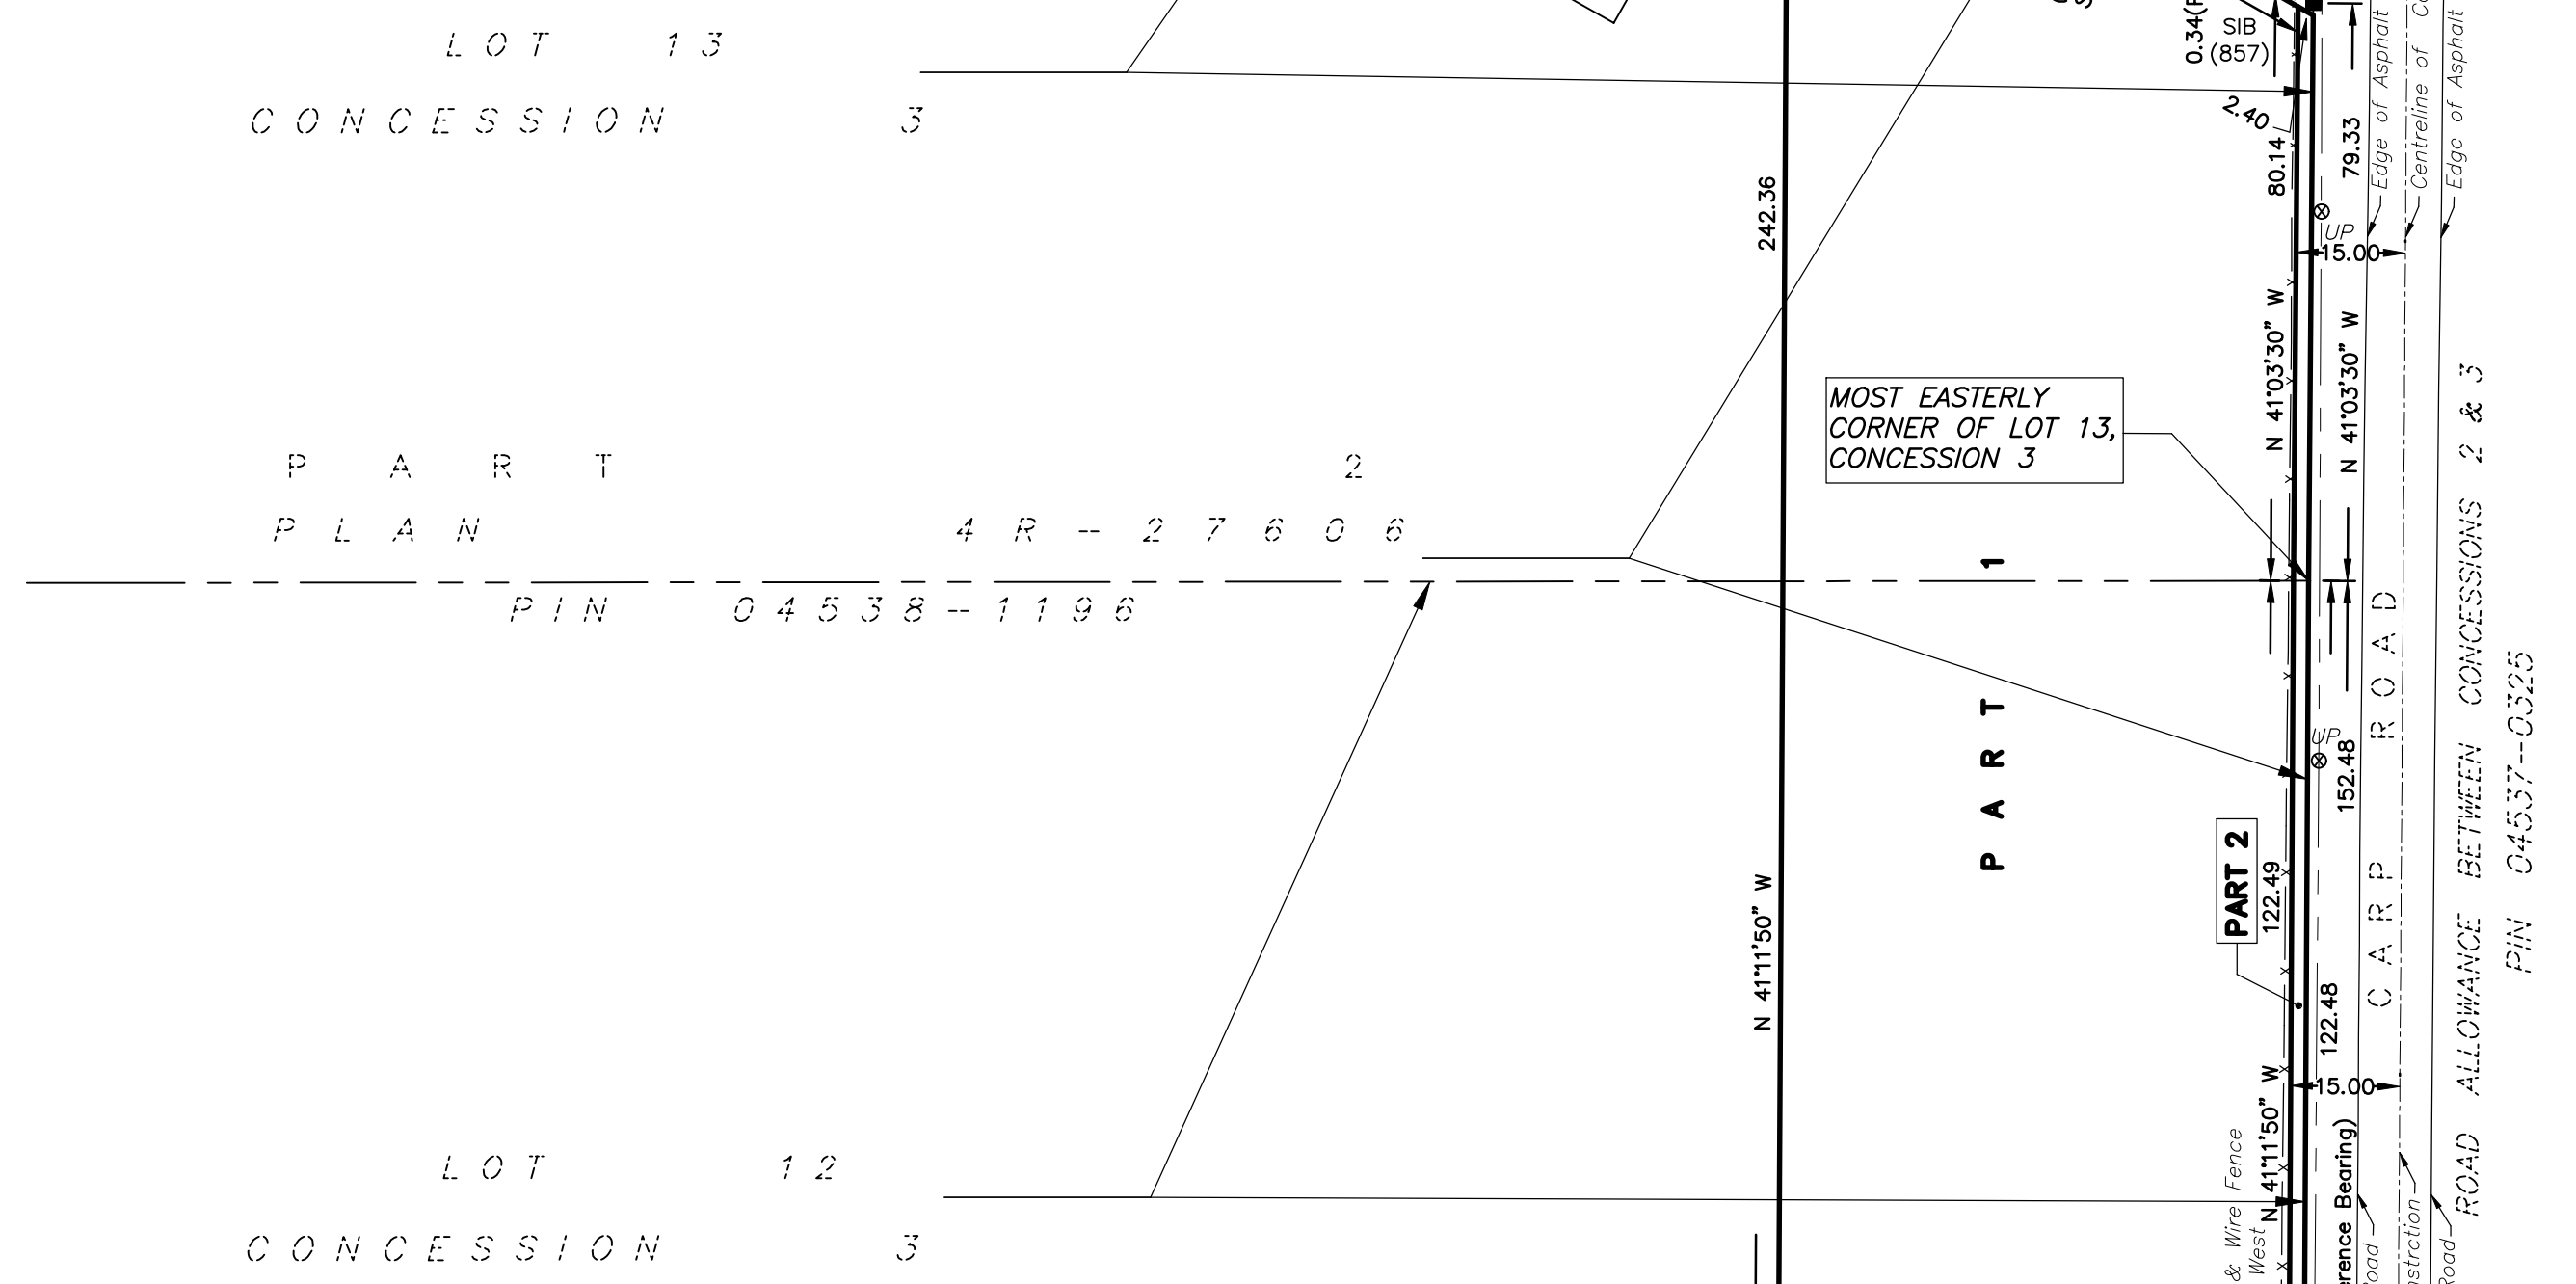 LOT 13
CONCESSION 3
PART 2
PLAN 4R-27606
PIN 04538-1196
LOT 12
CONCESSION 3
242.36
N 41°11'50" W
PART 1
MOST EASTERLY
CORNER OF LOT 13,
CONCESSION 3
SIB
(857)
2.40
80.14
79.33
N 41°03'30" W
N 41°03'30" W
UP
15.00
UP
152.48
PART 2
122.49
122.48
15.00
N 41°11'50" W
& Wire Fence
West
Bearing)
Edge of Asphalt
Centreline of
Edge of Asphalt
CARP ROAD
ROAD ALLOWANCE BETWEEN CONCESSIONS 2 & 3
PIN 04537-0325
Road